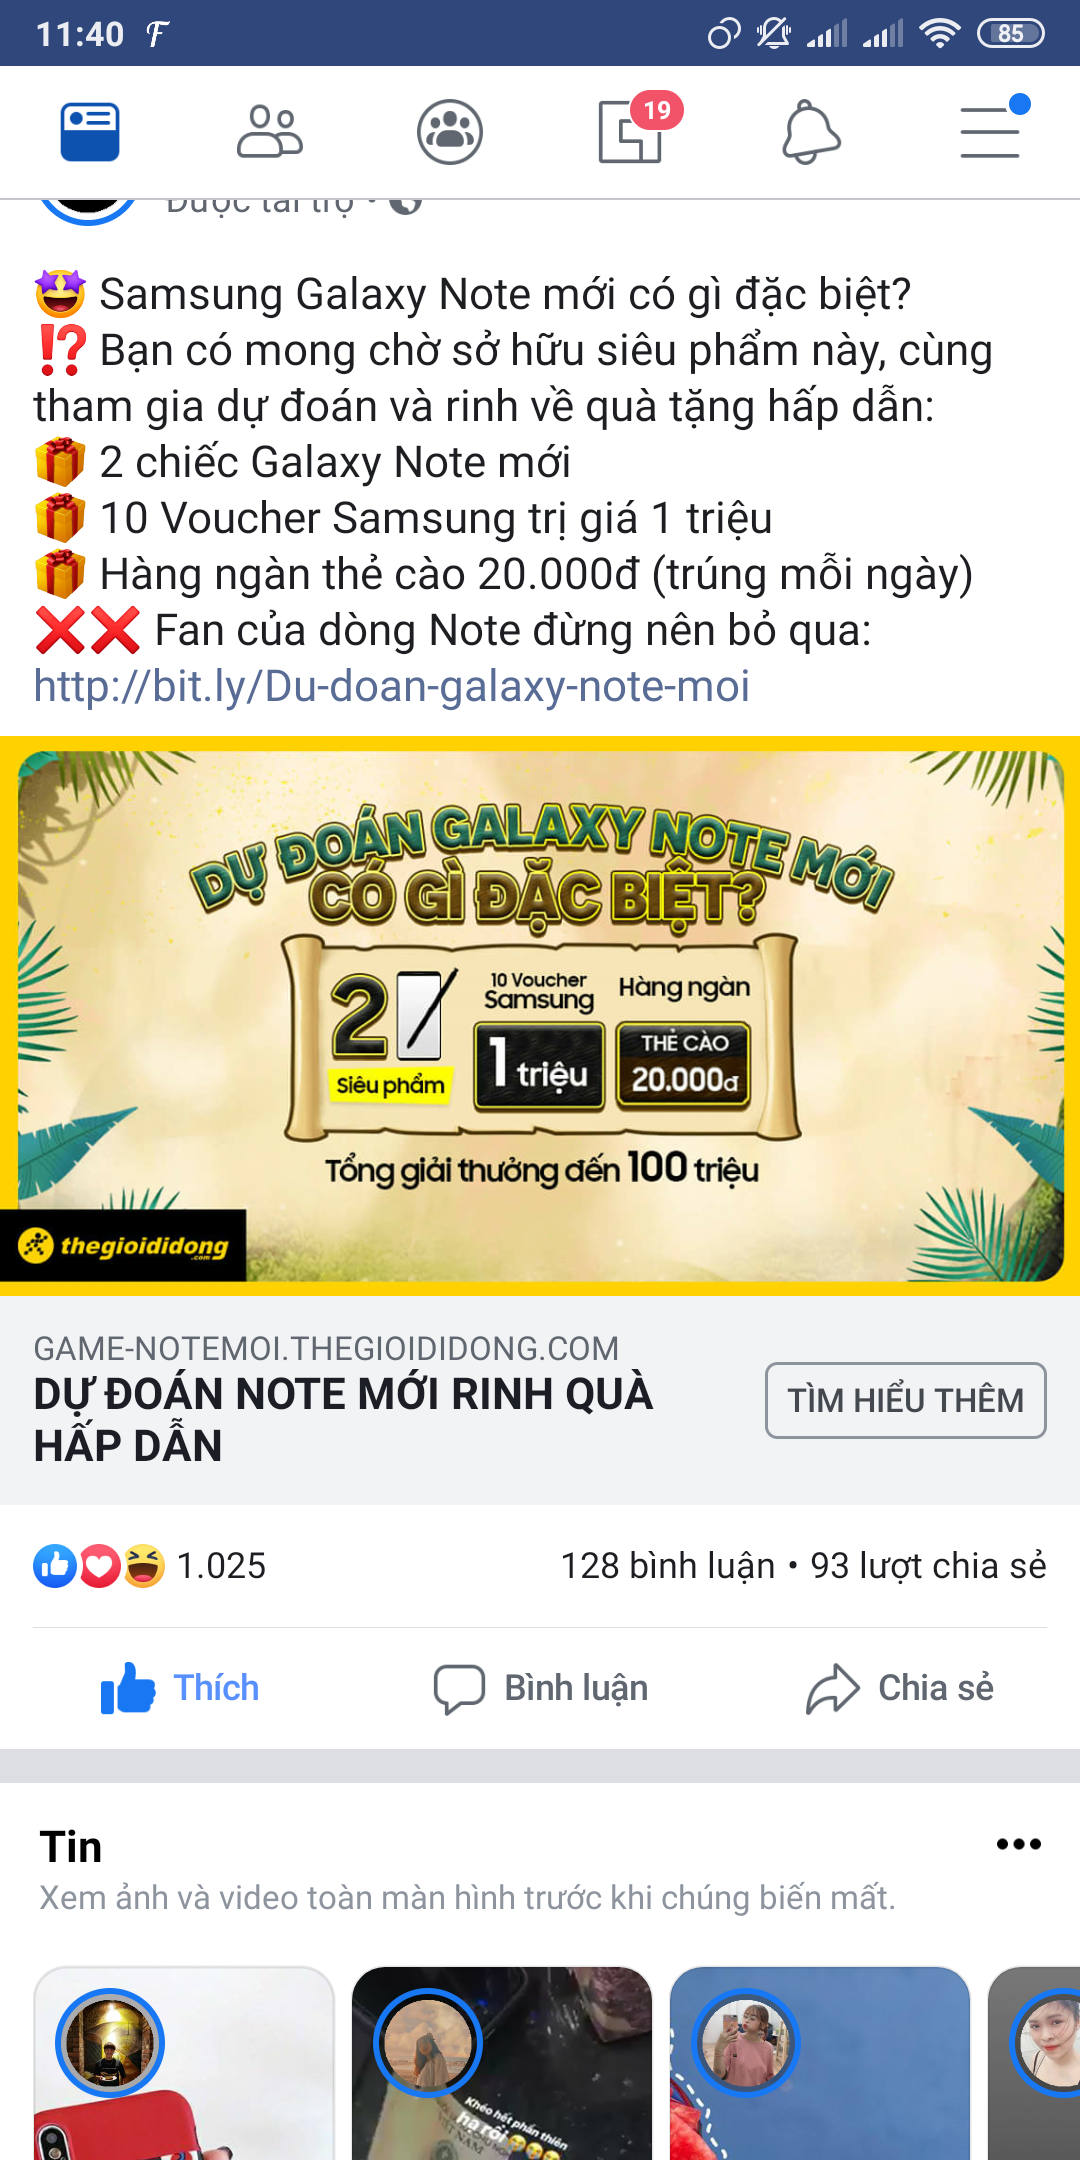 11:40 F 85
19
Được tài trợ
🤩 Samsung Galaxy Note mới có gì đặc biệt?
⁉️ Bạn có mong chờ sở hữu siêu phẩm này, cùng
tham gia dự đoán và rinh về quà tặng hấp dẫn:
🎁 2 chiếc Galaxy Note mới
🎁 10 Voucher Samsung trị giá 1 triệu
🎁 Hàng ngàn thẻ cào 20.000đ (trúng mỗi ngày)
❌❌ Fan của dòng Note đừng nên bỏ qua:
http://bit.ly/Du-doan-galaxy-note-moi
DỰ ĐOÁN GALAXY NOTE MỚI
CÓ GÌ ĐẶC BIỆT?
2
Siêu phẩm
10 Voucher
Samsung
1 triệu
Hàng ngàn
THẺ CÀO
20.000đ
Tổng giải thưởng đến 100 triệu
thegioididong
.com
GAME-NOTEMOI.THEGIOIDIDONG.COM
DỰ ĐOÁN NOTE MỚI RINH QUÀ
HẤP DẪN
TÌM HIỂU THÊM
1.025
128 bình luận • 93 lượt chia sẻ
Thích
Bình luận
Chia sẻ
Tin
Xem ảnh và video toàn màn hình trước khi chúng biến mất.
Khéo hết phấn thiên
hạ rồi 😭😭😭